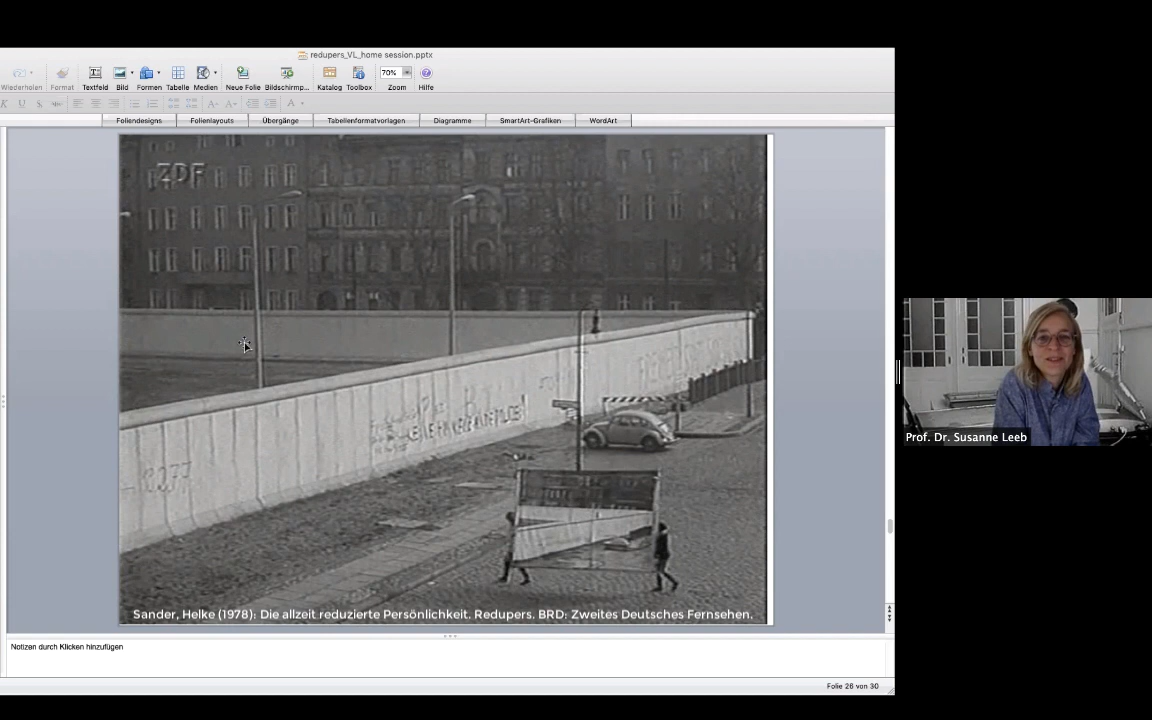 redupers_VL_home session.pptx
Wiederholen Format Textfeld Bild Formen Tabelle Medien Neue Folie Bildschirmp... Katalog Toolbox 70% Zoom Hilfe
K U S A A A
Foliendesigns Folienlayouts Übergänge Tabellenformatvorlagen Diagramme SmartArt-Grafiken WordArt
ZDF
Sander, Helke (1978): Die allzeit reduzierte Persönlichkeit. Redupers. BRD: Zweites Deutsches Fernsehen.
Prof. Dr. Susanne Leeb
Notizen durch Klicken hinzufügen
Folie 26 von 30